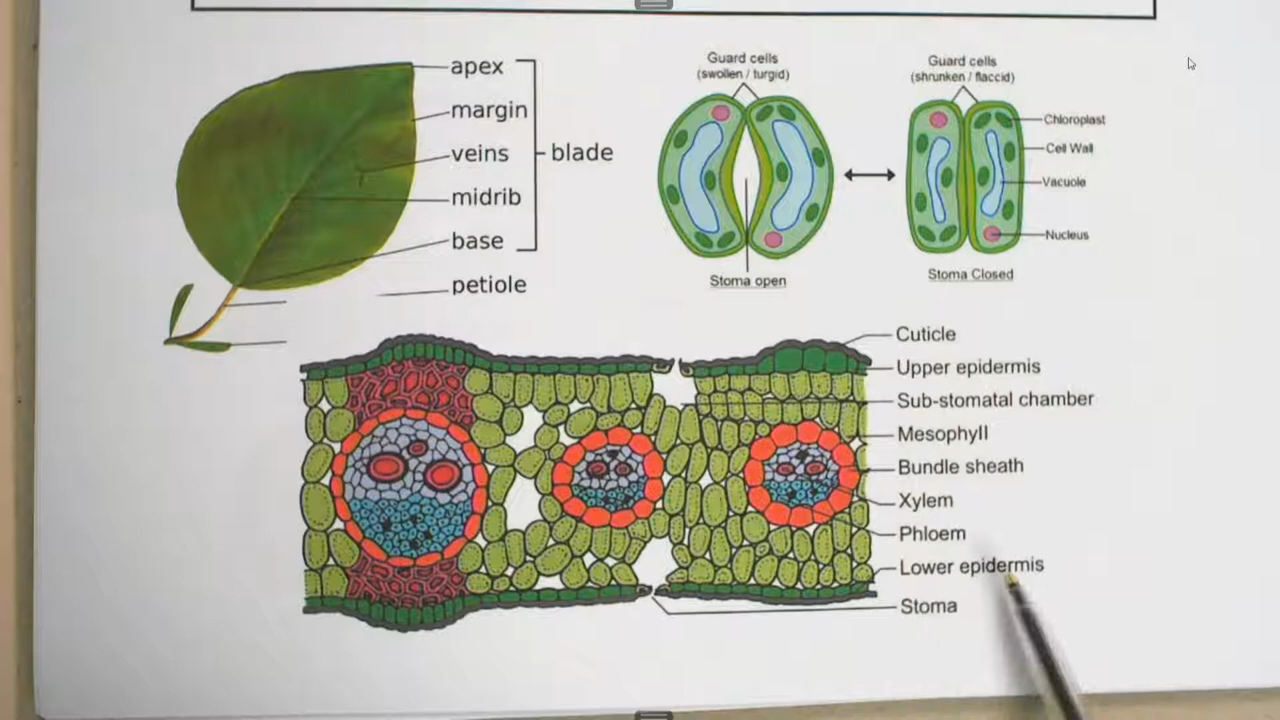 apex
margin
veins
midrib
base
petiole
blade
Guard cells
(swollen / turgid)
Stoma open
Guard cells
(shrunken / flaccid)
Chloroplast
Cell Wall
Vacuole
Nucleus
Stoma Closed
Cuticle
Upper epidermis
Sub-stomatal chamber
Mesophyll
Bundle sheath
Xylem
Phloem
Lower epidermis
Stoma